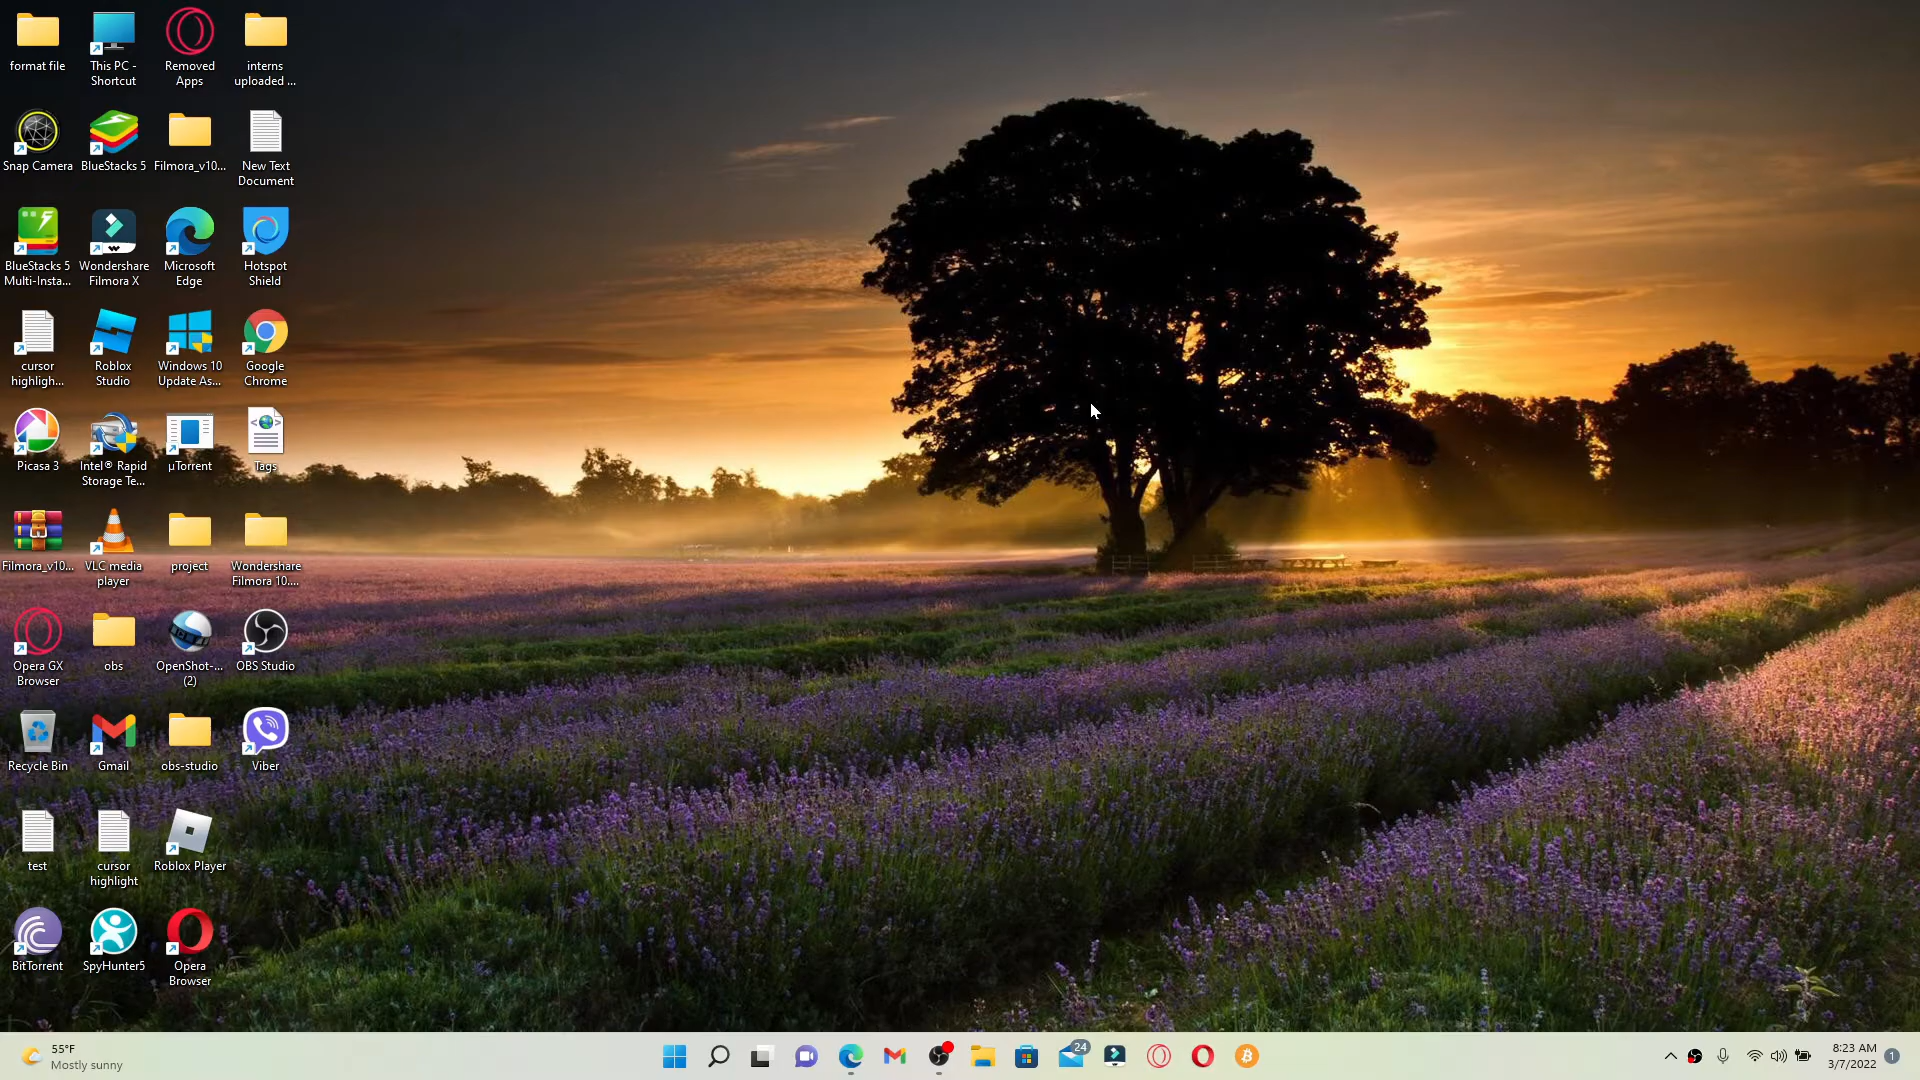 format file
This PC -
Shortcut
Removed
Apps
interns
uploaded ...
Snap Camera
BlueStacks 5
Filmora_v10...
New Text
Document
BlueStacks 5
Multi-Insta...
Wondershare
Filmora X
Microsoft
Edge
Hotspot
Shield
cursor
highligh...
Roblox
Studio
Windows 10
Update As...
Google
Chrome
Picasa 3
Intel® Rapid
Storage Te...
µTorrent
Tags
Filmora_v10...
VLC media
player
project
Wondershare
Filmora 10....
Opera GX
Browser
obs
OpenShot-...
(2)
OBS Studio
Recycle Bin
Gmail
obs-studio
Viber
test
cursor
highlight
Roblox Player
BitTorrent
SpyHunter5
Opera
Browser
55°F
Mostly sunny
24
8:23 AM
3/7/2022
1